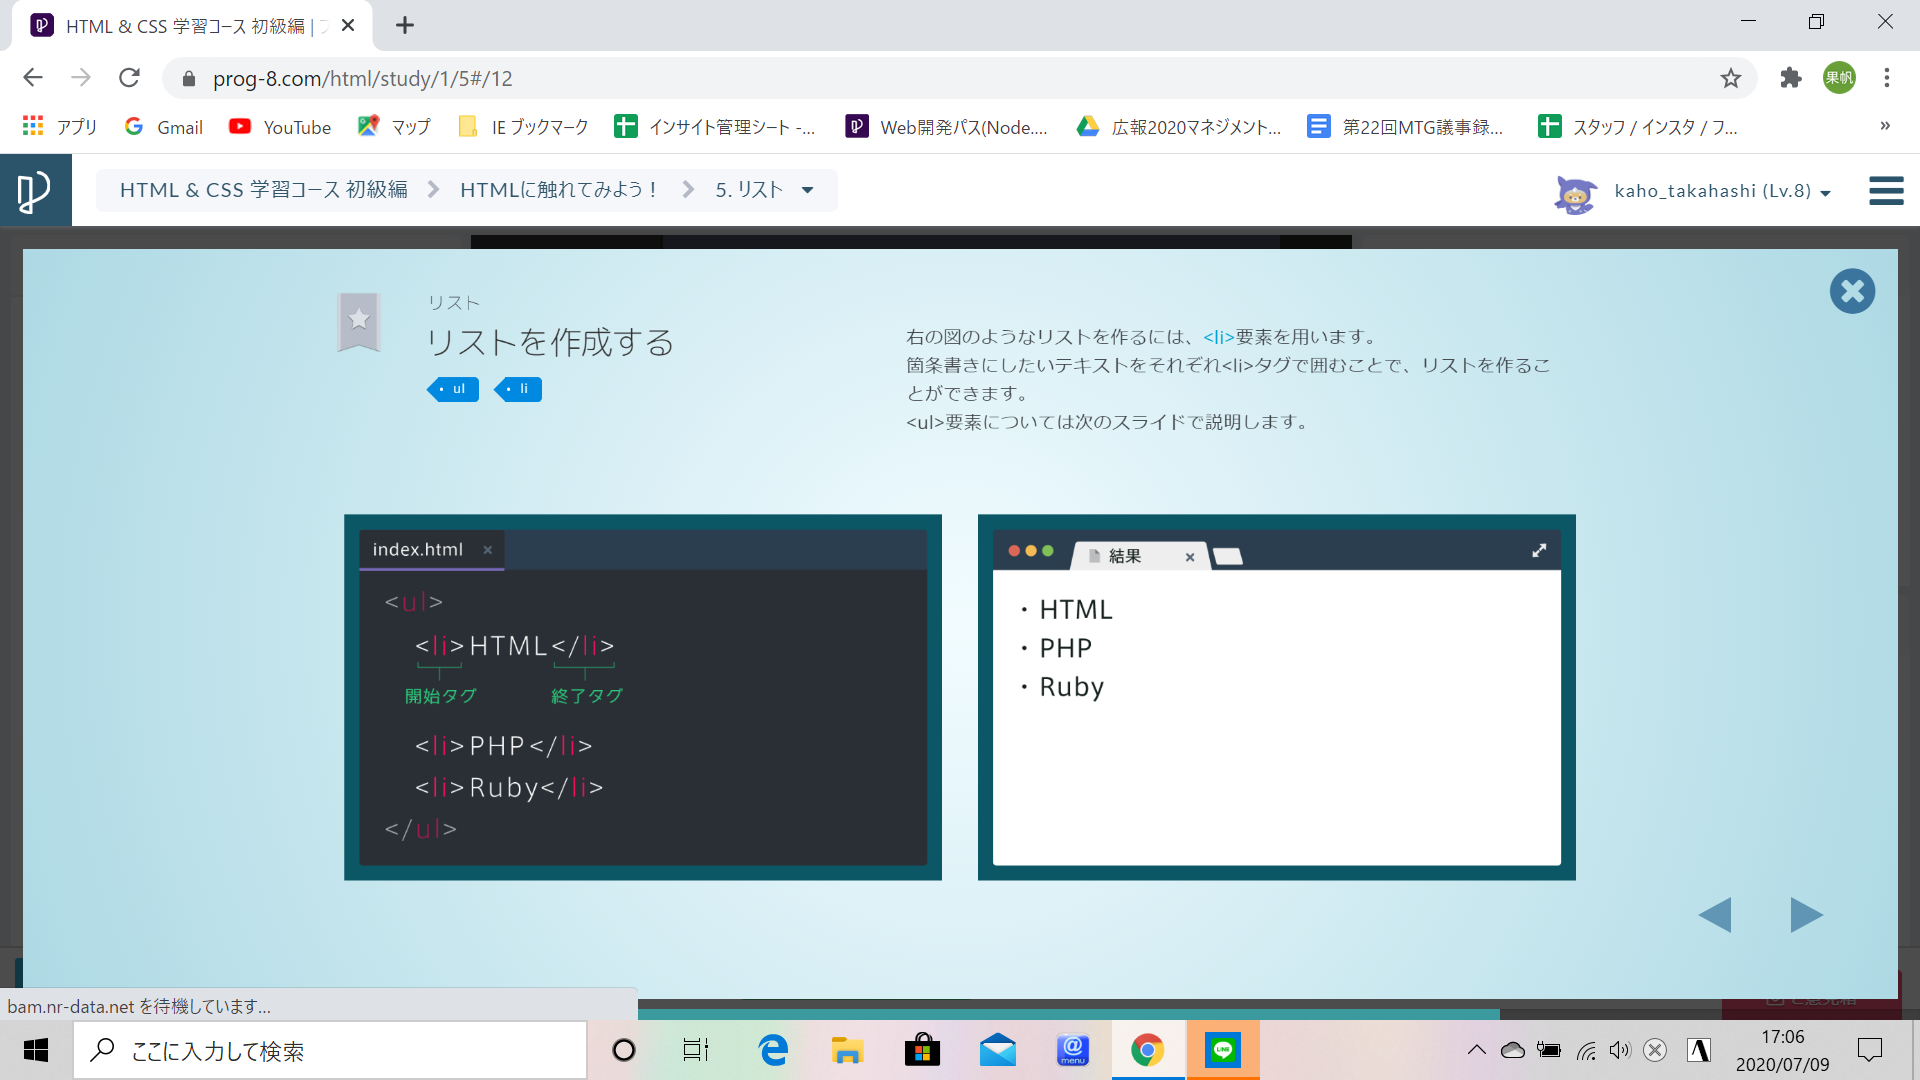 HTML & CSS 学習コース 初級編 |
prog-8.com/html/study/1/5#/12
果帆
アプリ
Gmail
YouTube
マップ
IE ブックマーク
インサイト管理シート -...
Web開発パス(Node....
広報2020マネジメント...
第22回MTG議事録...
スタッフ / インスタ / フ...
»
HTML & CSS 学習コース 初級編
HTMLに触れてみよう！
5. リスト
kaho_takahashi (Lv.8)
リスト
リストを作成する
ul
li
右の図のようなリストを作るには、<li>要素を用います。
箇条書きにしたいテキストをそれぞれ<li>タグで囲むことで、リストを作るこ
とができます。
<ul>要素については次のスライドで説明します。
index.html
<ul>
<li>HTML</li>
開始タグ
終了タグ
<li>PHP</li>
<li>Ruby</li>
</ul>
結果
・HTML
・PHP
・Ruby
bam.nr-data.net を待機しています...
ここに入力して検索
menu
LINE
A
17:06
2020/07/09